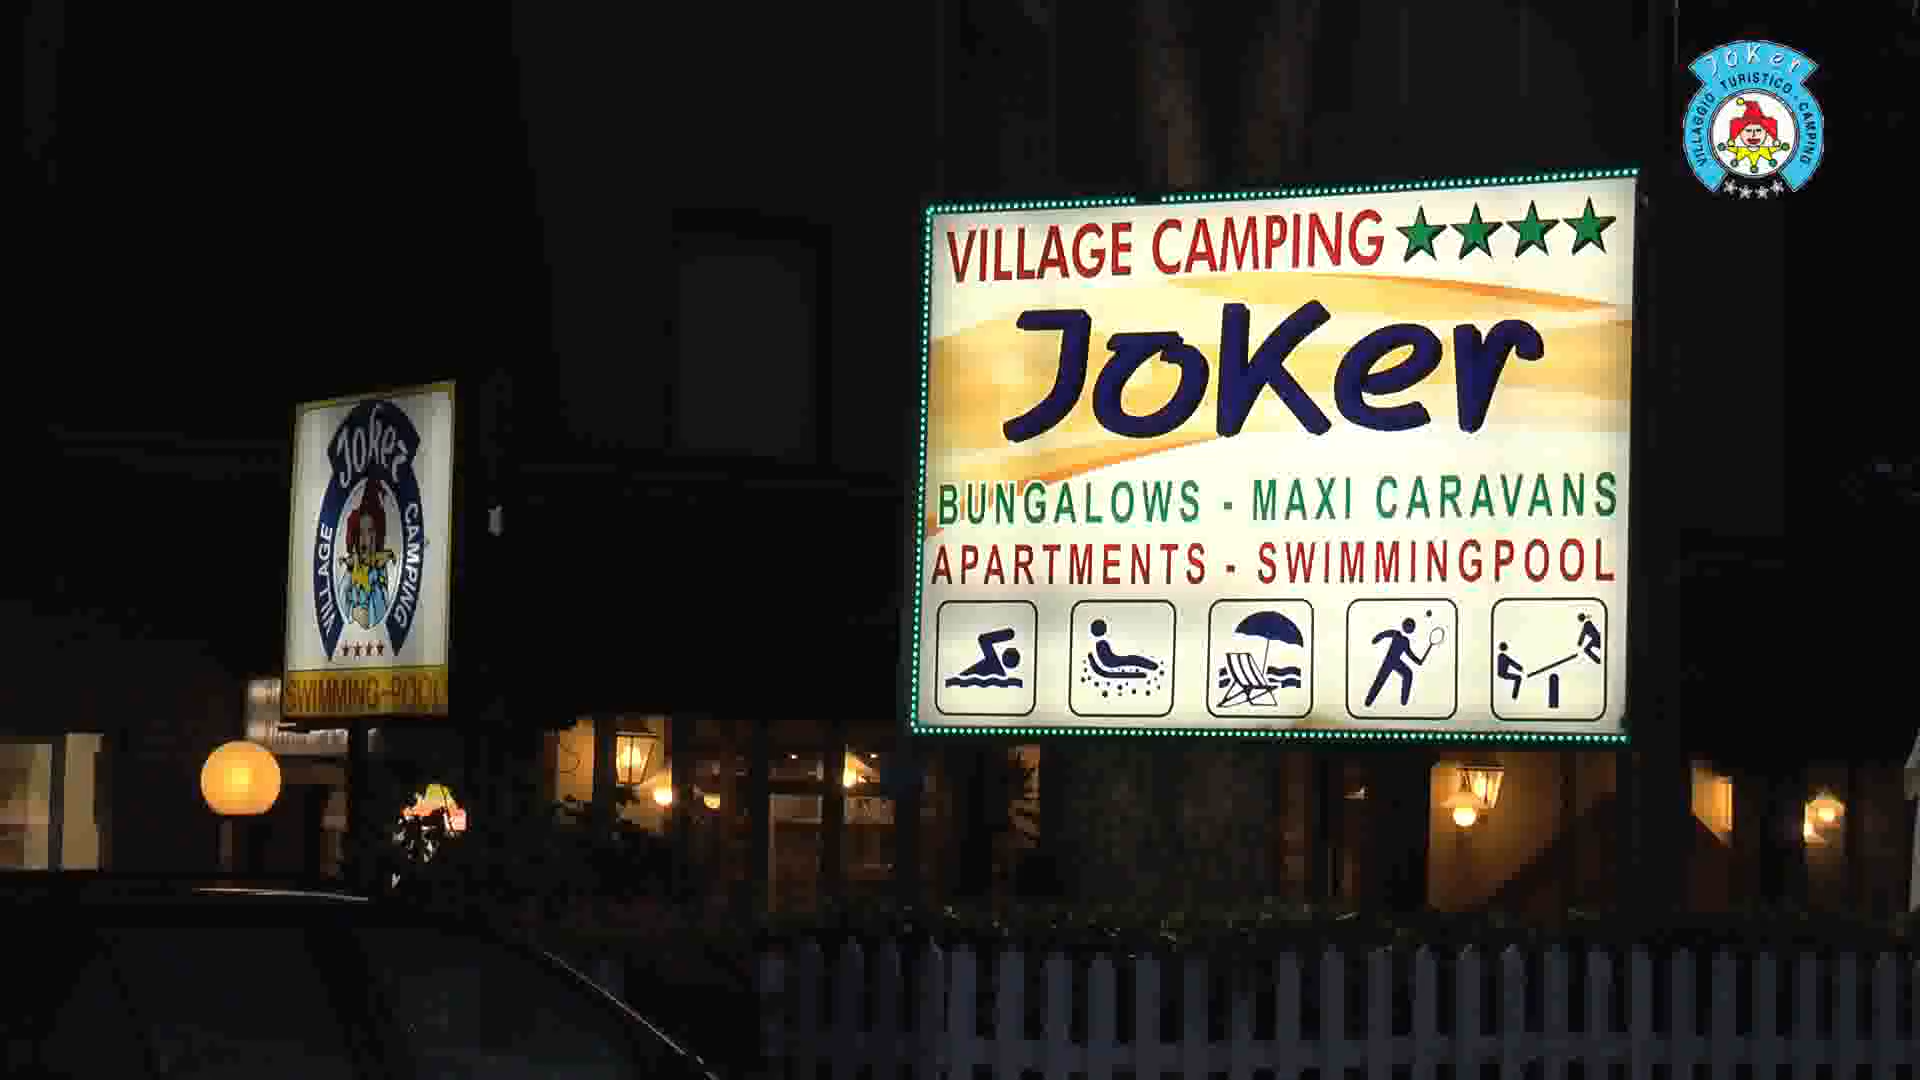 Joker
VILLAGGIO TURISTICO - CAMPING
VILLAGE CAMPING
Joker
BUNGALOWS - MAXI CARAVANS
APARTMENTS - SWIMMINGPOOL
Joker
VILLAGE CAMPING
SWIMMING-POOL